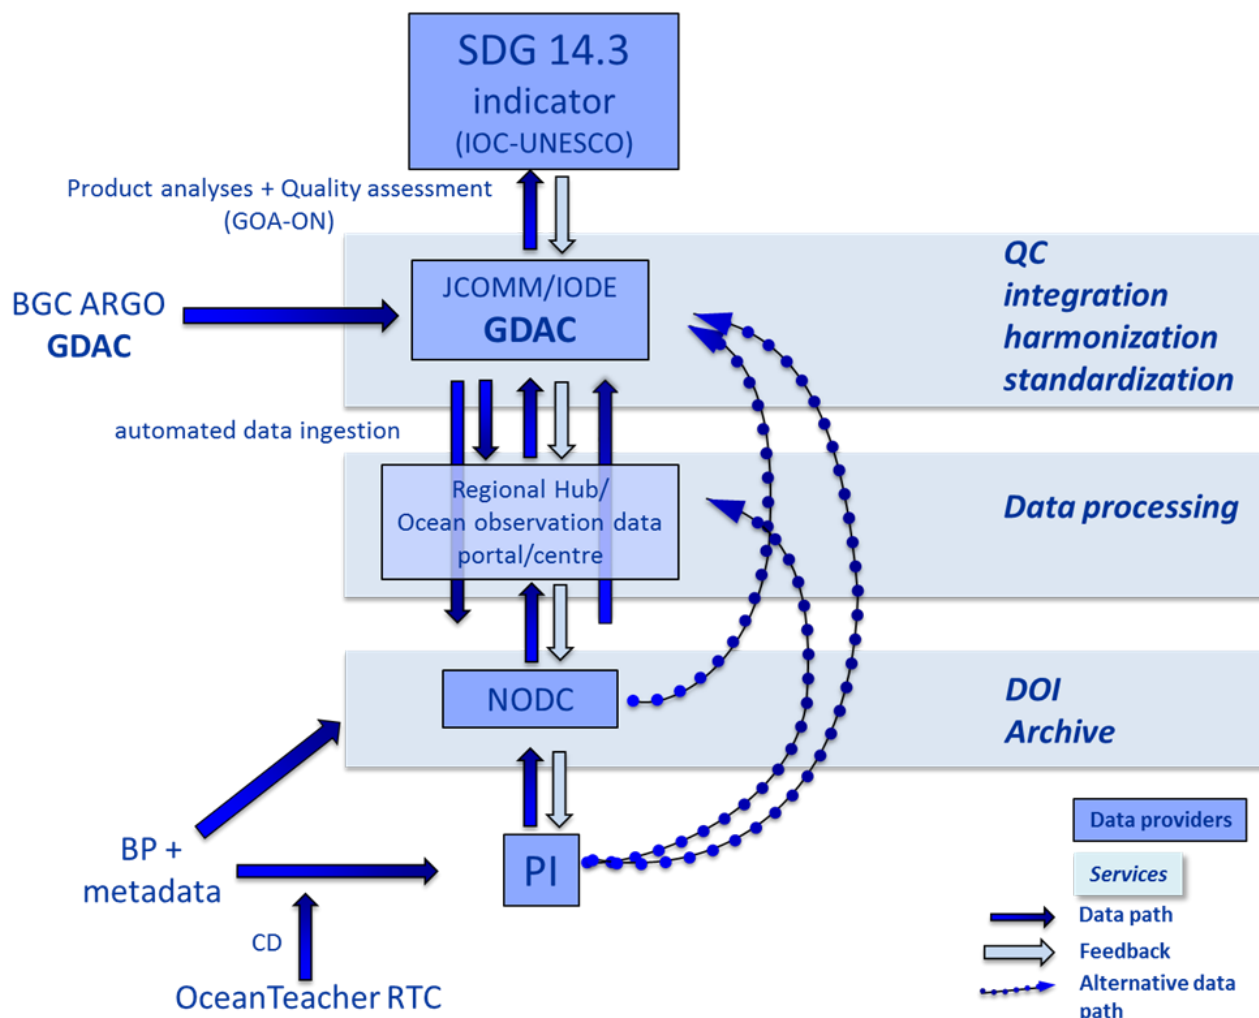 SDG 14.3
indicator
(IOC-UNESCO)
Product analyses + Quality assessment
(GOA-ON)
QC
integration
harmonization
standardization
JCOMM/IODE
GDAC
BGC ARGO
GDAC
automated data ingestion
Regional Hub/
Ocean observation data
portal/centre
Data processing
NODC
DOI
Archive
PI
BP +
metadata
CD
OceanTeacher RTC
Data providers
Services
Data path
Feedback
Alternative data
path